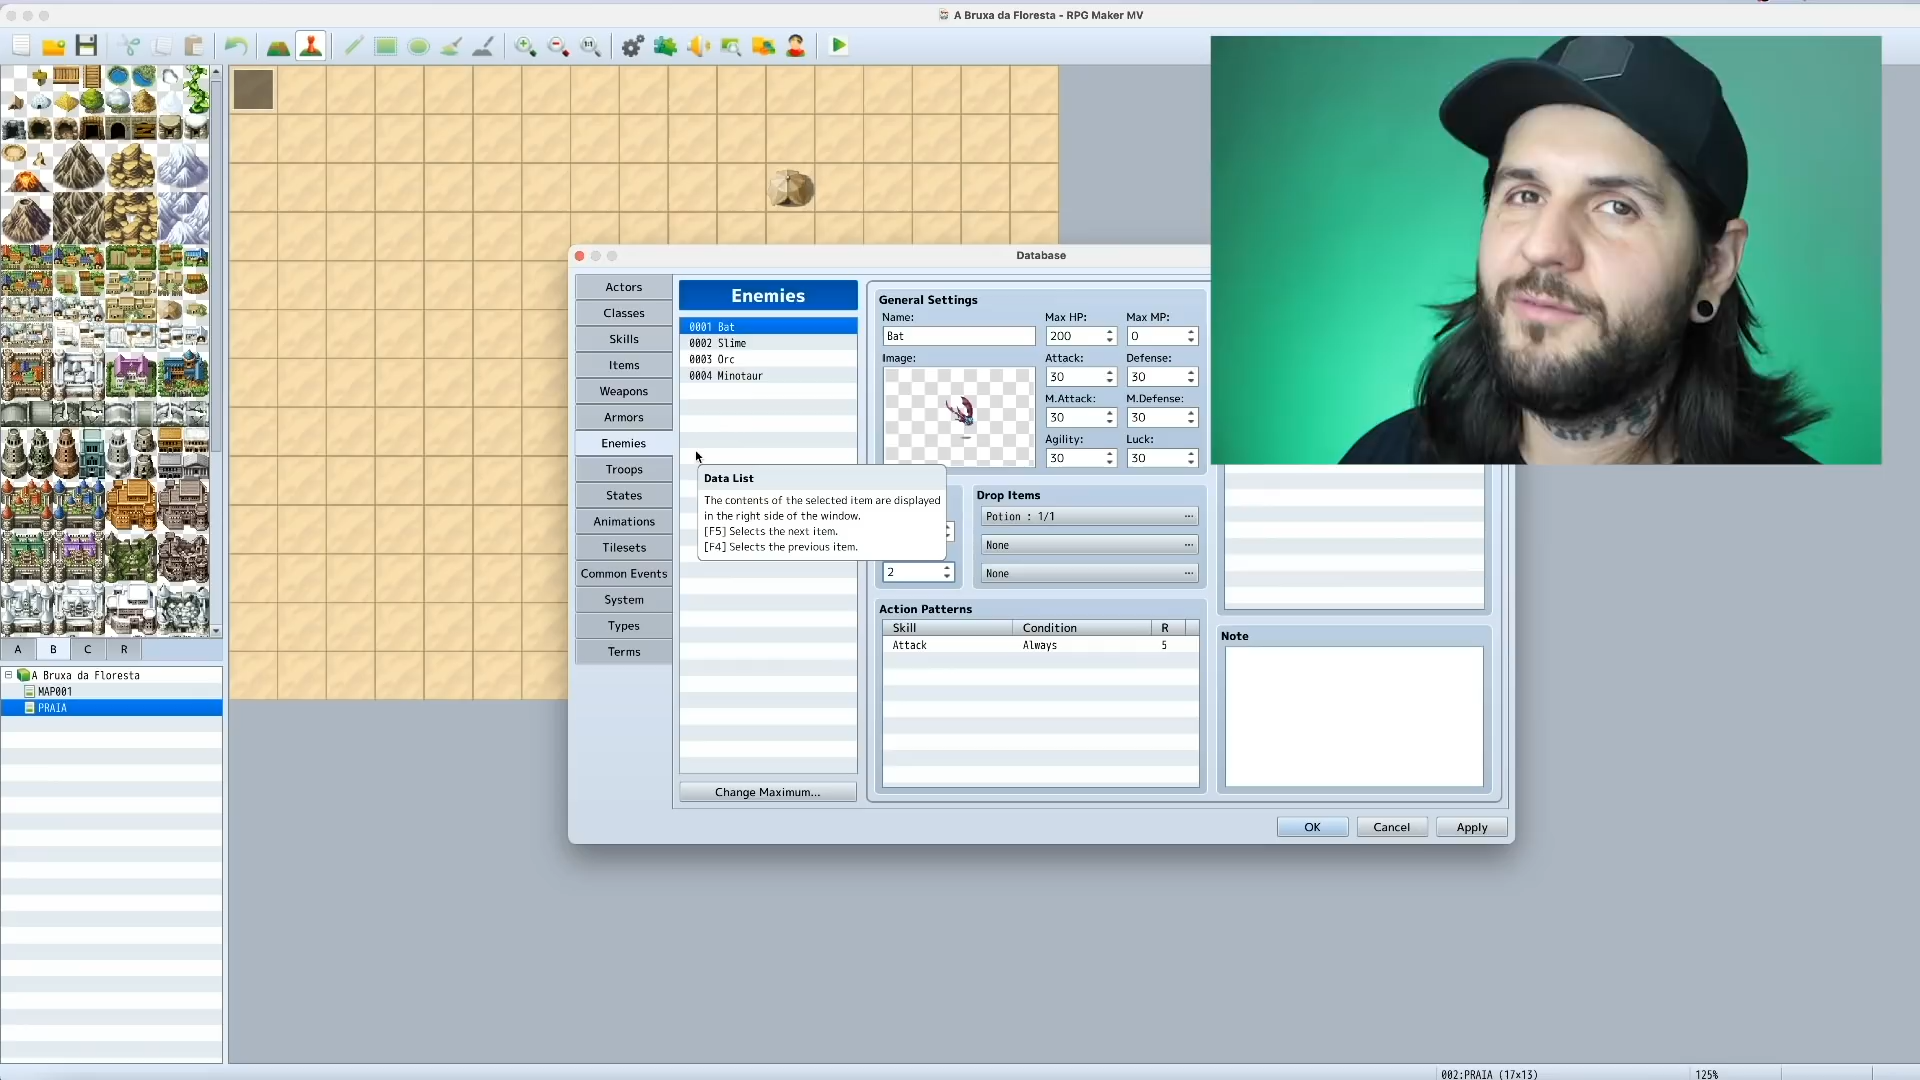 A Bruxa da Floresta - RPG Maker MV
Database
Actors
Classes
Skills
Items
Weapons
Armors
Enemies
Troops
States
Animations
Tilesets
Common Events
System
Types
Terms
Enemies
0001 Bat
0002 Slime
0003 Orc
0004 Minotaur
Change Maximum...
General Settings
Name:
Bat
Max HP:
200
Max MP:
0
Image:
Attack:
30
Defense:
30
M.Attack:
30
M.Defense:
30
Agility:
30
Luck:
30
Data List
The contents of the selected item are displayed
in the right side of the window.
[F5] Selects the next item.
[F4] Selects the previous item.
2
Drop Items
Potion : 1/1
None
None
Action Patterns
Skill Condition R
Attack Always 5
Note
OK
Cancel
Apply
A B C R
A Bruxa da Floresta
MAP001
PRAIA
002:PRAIA (17×13)
125%